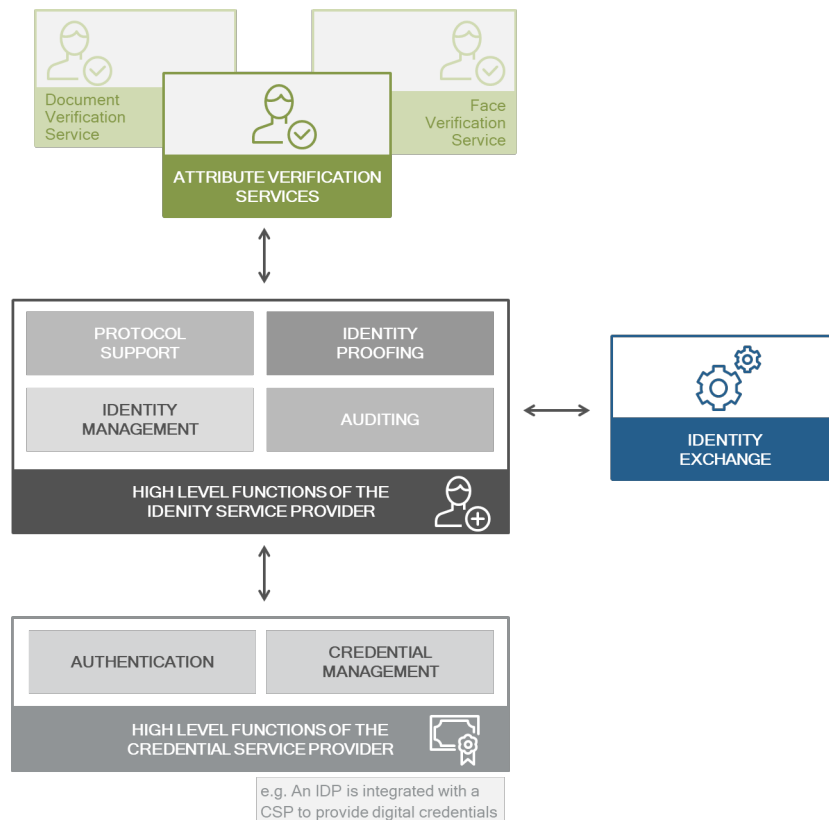 Document
Verification
Service
Face
Verification
Service
ATTRIBUTE VERIFICATION
SERVICES
PROTOCOL
SUPPORT
IDENTITY
PROOFING
IDENTITY
MANAGEMENT
AUDITING
HIGH LEVEL FUNCTIONS OF THE
IDENITY SERVICE PROVIDER
IDENTITY
EXCHANGE
AUTHENTICATION
CREDENTIAL
MANAGEMENT
HIGH LEVEL FUNCTIONS OF THE
CREDENTIAL SERVICE PROVIDER
e.g. An IDP is integrated with a
CSP to provide digital credentials